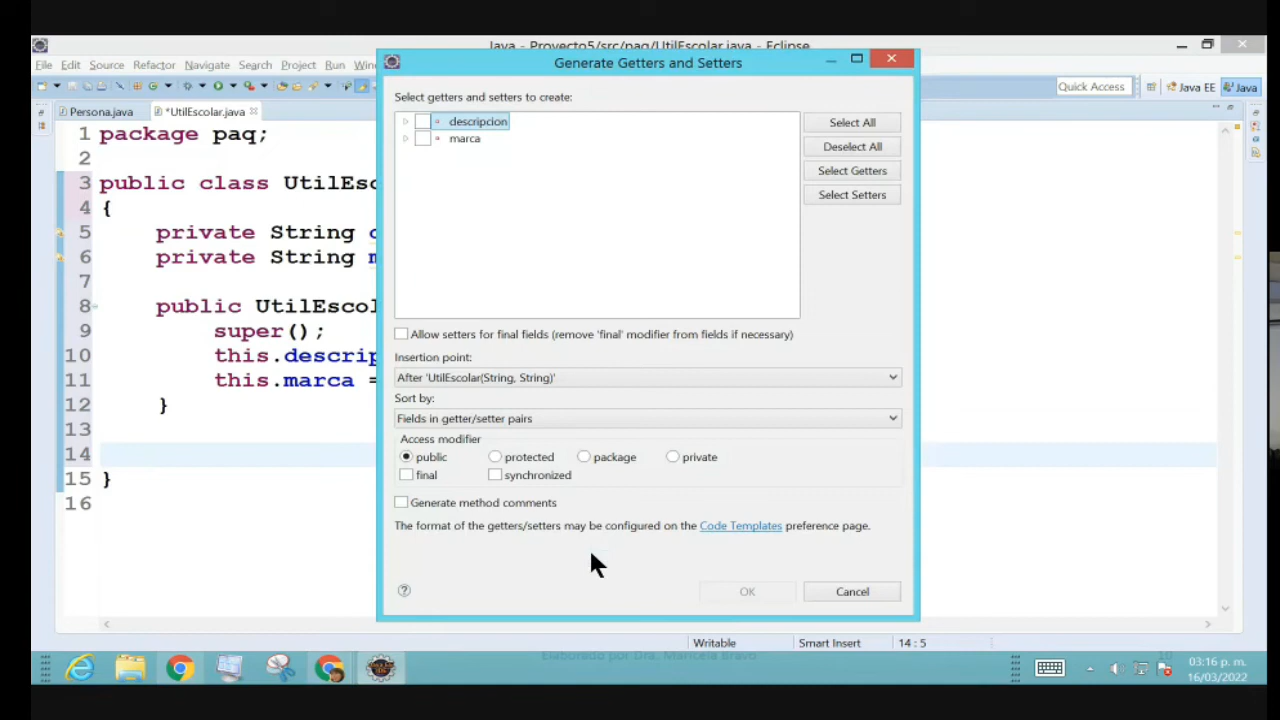 Java - Proyecto5/src/paq/UtilEscolar.java - Eclipse
File Edit Source Refactor Navigate Search Project Run
Quick Access
Java EE
Java
Persona.java
*UtilEscolar.java
1 package paq;
2
3 public class
4 {
5 private String
6 private String
7
8 public
9 super();
10
11 this.marca =
12 }
13
14
15 }
16
Generate Getters and Setters
Select getters and setters to create:
descripcion
marca
Select All
Deselect All
Select Getters
Select Setters
Allow setters for final fields (remove 'final' modifier from fields if necessary)
Insertion point:
After 'UtilEscolar(String, String)'
Sort by:
Fields in getter/setter pairs
Access modifier
public protected package private
final synchronized
Generate method comments
The format of the getters/setters may be configured on the Code Templates preference page.
OK Cancel
Writable Smart Insert 14 : 5
Elaborado por Dra. Marcela Bravo
10
03:16 p. m.
16/03/2022